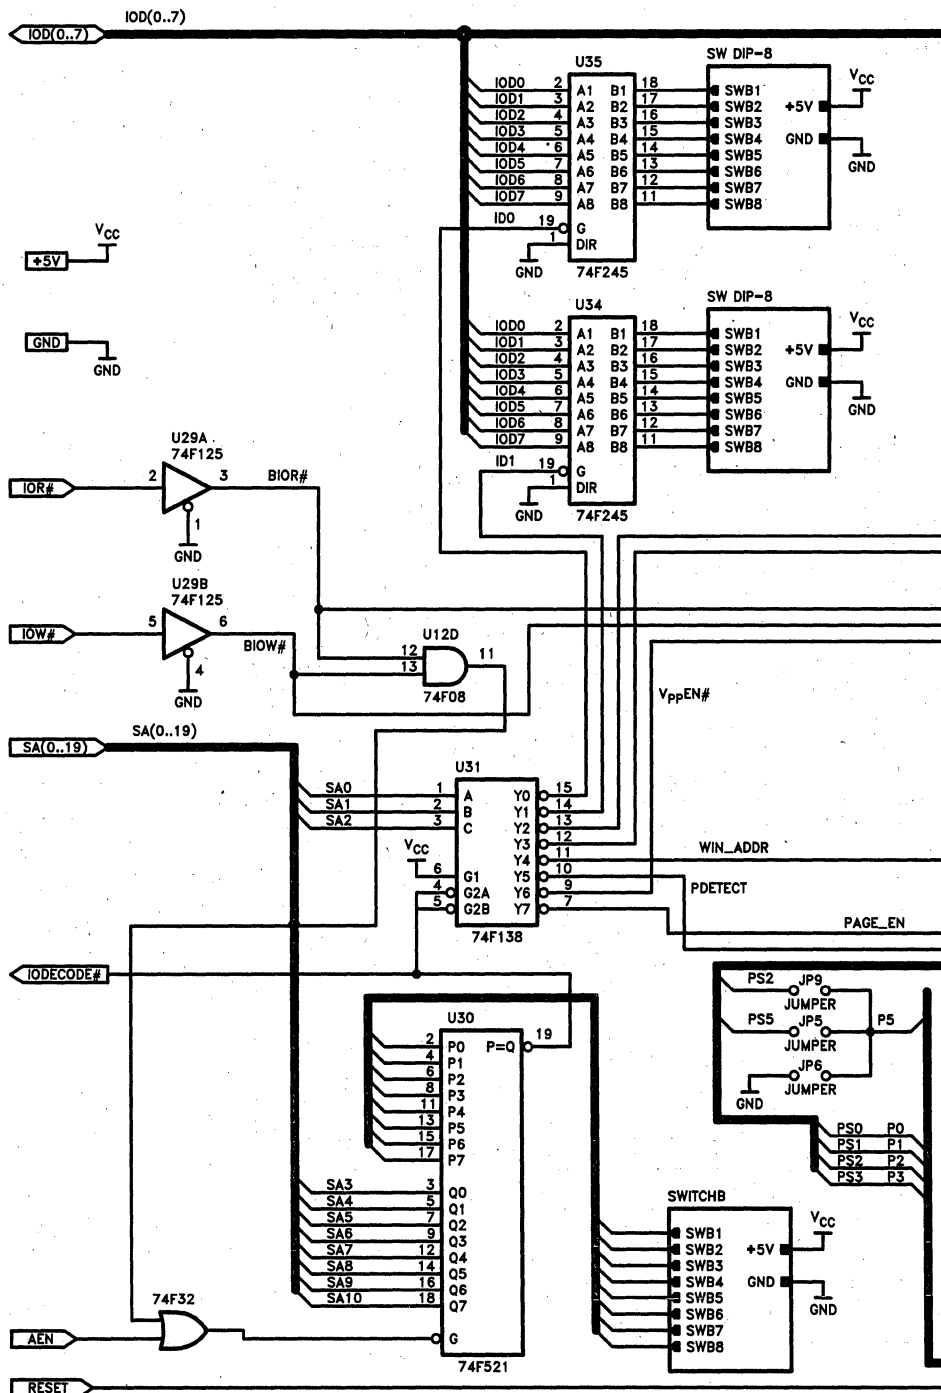 IOD(0..7)
IOD(0..7)
U35
SW DIP-8
IOD0 2 A1 B1 18 SWB1
IOD1 3 A2 B2 17 SWB2 +5V VCC
IOD2 4 A3 B3 16 SWB3
IOD3 5 A4 B4 15 SWB4 GND
IOD4 6 A5 B5 14 SWB5 GND
IOD5 7 A6 B6 13 SWB6
IOD6 8 A7 B7 12 SWB7
IOD7 9 A8 B8 11 SWB8
ID0 19 G
1 DIR
GND
74F245
VCC
+5V
GND
GND
U34
SW DIP-8
IOD0 2 A1 B1 18 SWB1
IOD1 3 A2 B2 17 SWB2 +5V VCC
IOD2 4 A3 B3 16 SWB3
IOD3 5 A4 B4 15 SWB4 GND
IOD4 6 A5 B5 14 SWB5 GND
IOD5 7 A6 B6 13 SWB6
IOD6 8 A7 B7 12 SWB7
IOD7 9 A8 B8 11 SWB8
ID1 19 G
1 DIR
GND
74F245
U29A
74F125
IOR# 2 3 BIOR#
1
GND
U29B
74F125
IOW# 5 6 BIOW#
4
GND
U12D
12 11
13
74F08
VPPEN#
SA(0..19)
SA(0..19)
U31
SA0 1 A Y0 15
SA1 2 B Y1 14
SA2 3 C Y2 13
Y3 12
VCC Y4 11 WIN_ADDR
6 G1 Y5 10 PDETECT
4 G2A Y6 9
5 G2B Y7 7 PAGE_EN
74F138
IODECODE#
U30
2 P0 P=Q 19
4 P1
6 P2
8 P3
11 P4
13 P5
15 P6
17 P7
SA3 3 Q0
SA4 5 Q1
SA5 7 Q2
SA6 9 Q3
SA7 12 Q4
SA8 14 Q5
SA9 16 Q6
SA10 18 Q7
G
74F521
PS2 JP9
JUMPER
PS5 JP5 P5
JUMPER
JP6
JUMPER
GND
PS0 P0
PS1 P1
PS2 P2
PS3 P3
SWITCHB
SWB1
SWB2 +5V VCC
SWB3
SWB4 GND
SWB5 GND
SWB6
SWB7
SWB8
74F32
AEN
RESET